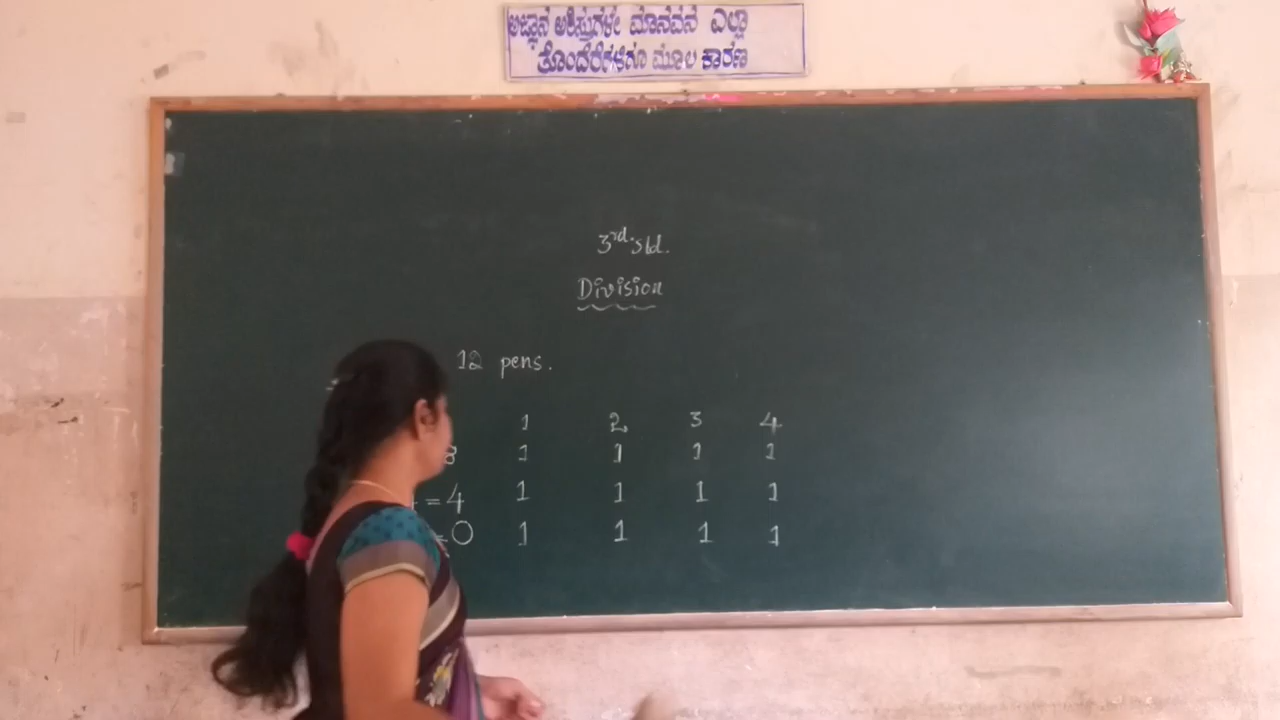 ಅಜ್ಞಾನ ಅಶಿಸ್ತುಗಳೇ ಮಾನವನ ಎಲ್ಲಾ
ತೊಂದರೆಗಳಿಗೂ ಮೂಲ ಕಾರಣ
3rd. Std.
Division
12 pens.
1 2 3 4
8 1 1 1 1
= 4 1 1 1 1
= 0 1 1 1 1